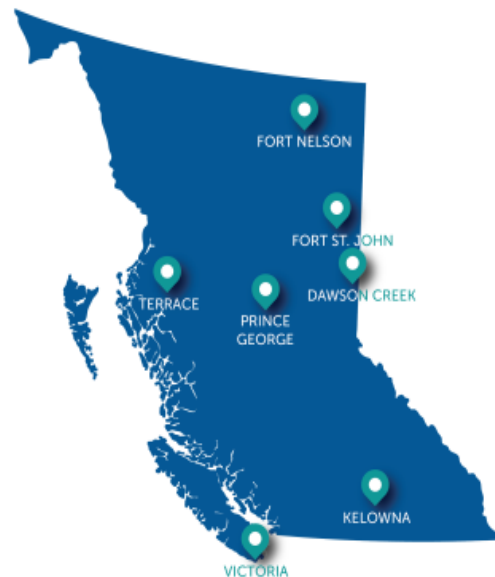 FORT NELSON
FORT ST. JOHN
DAWSON CREEK
TERRACE
PRINCE
GEORGE
KELOWNA
VICTORIA